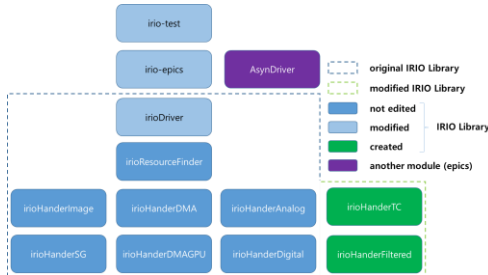 irio-test
irio-epics
AsynDriver
original IRIO Library
modified IRIO Library
not edited
irioDriver
modified
IRIO Library
created
irioResourceFinder
another module (epics)
irioHanderImage
irioHanderDMA
irioHanderAnalog
irioHanderTC
irioHanderSG
irioHanderDMAGPU
irioHanderDigital
irioHanderFiltered